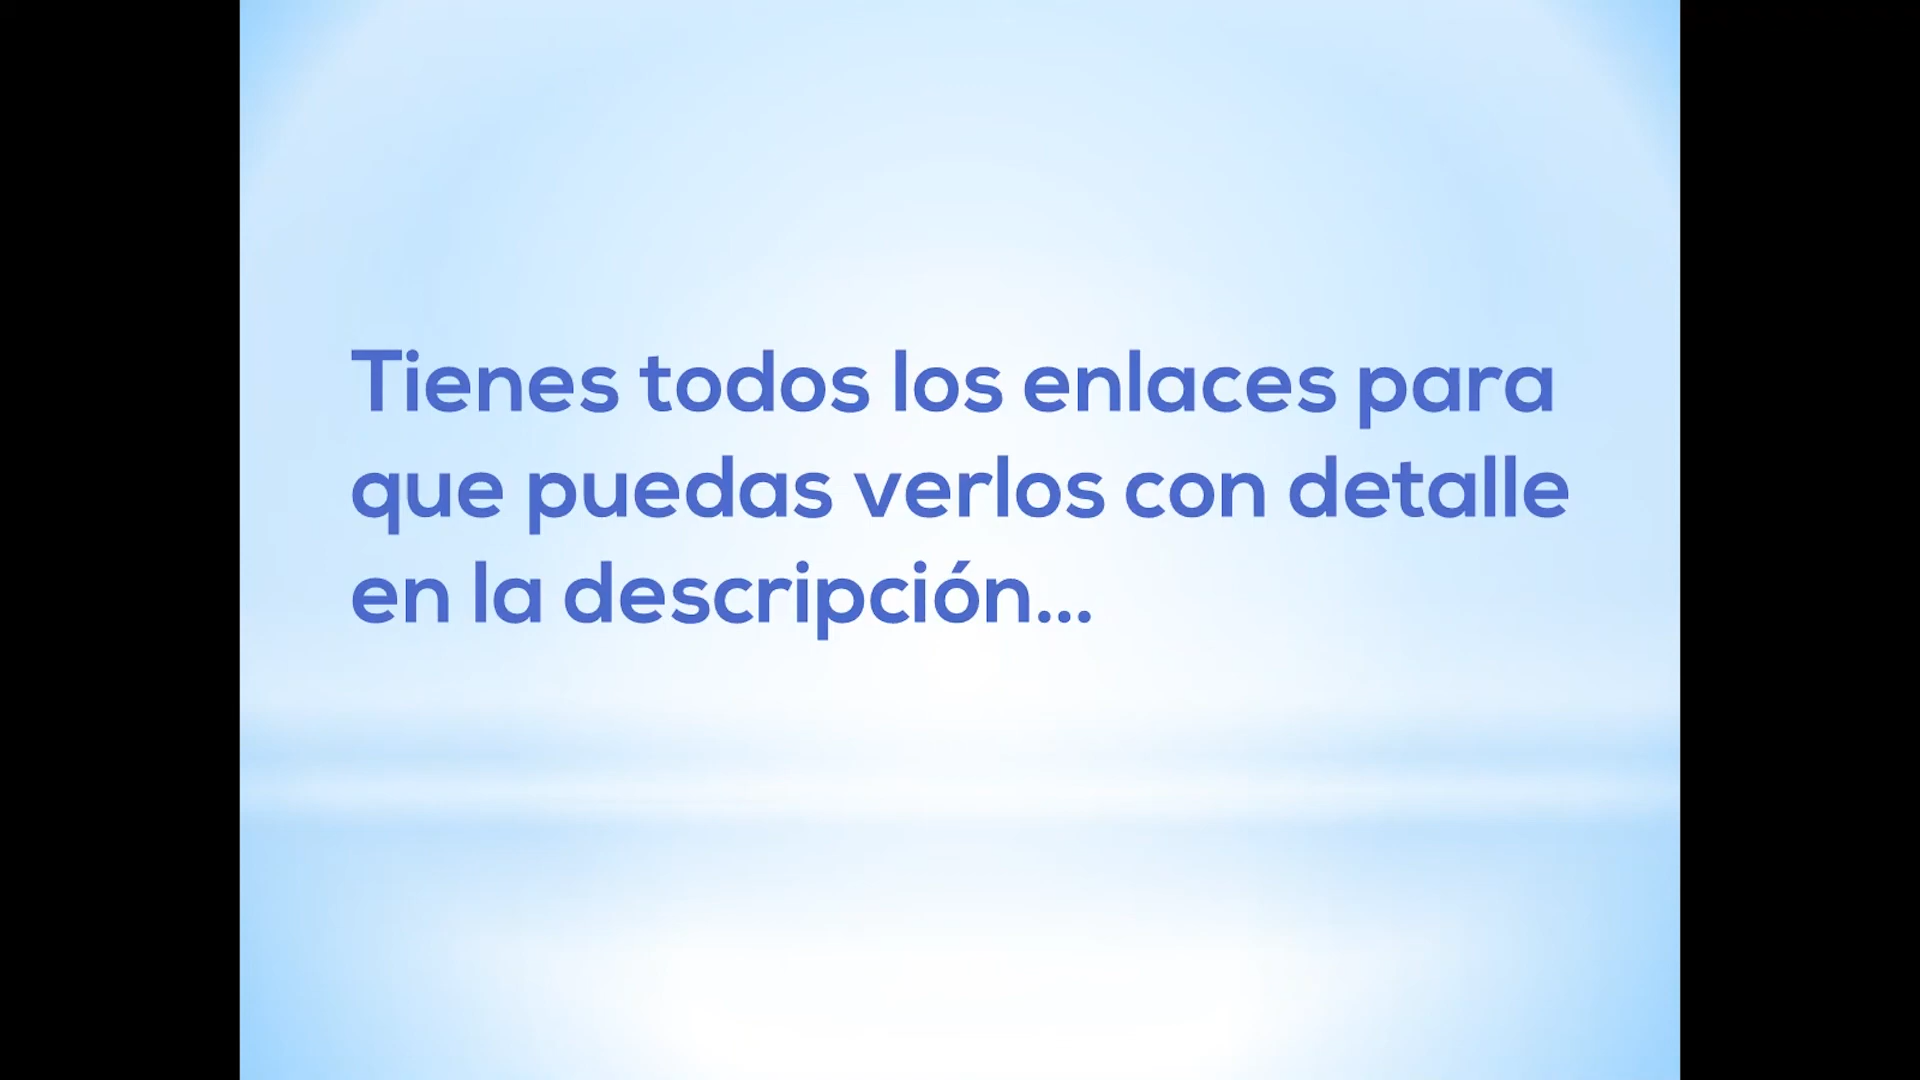 Tienes todos los enlaces para
que puedas verlos con detalle
en la descripción...